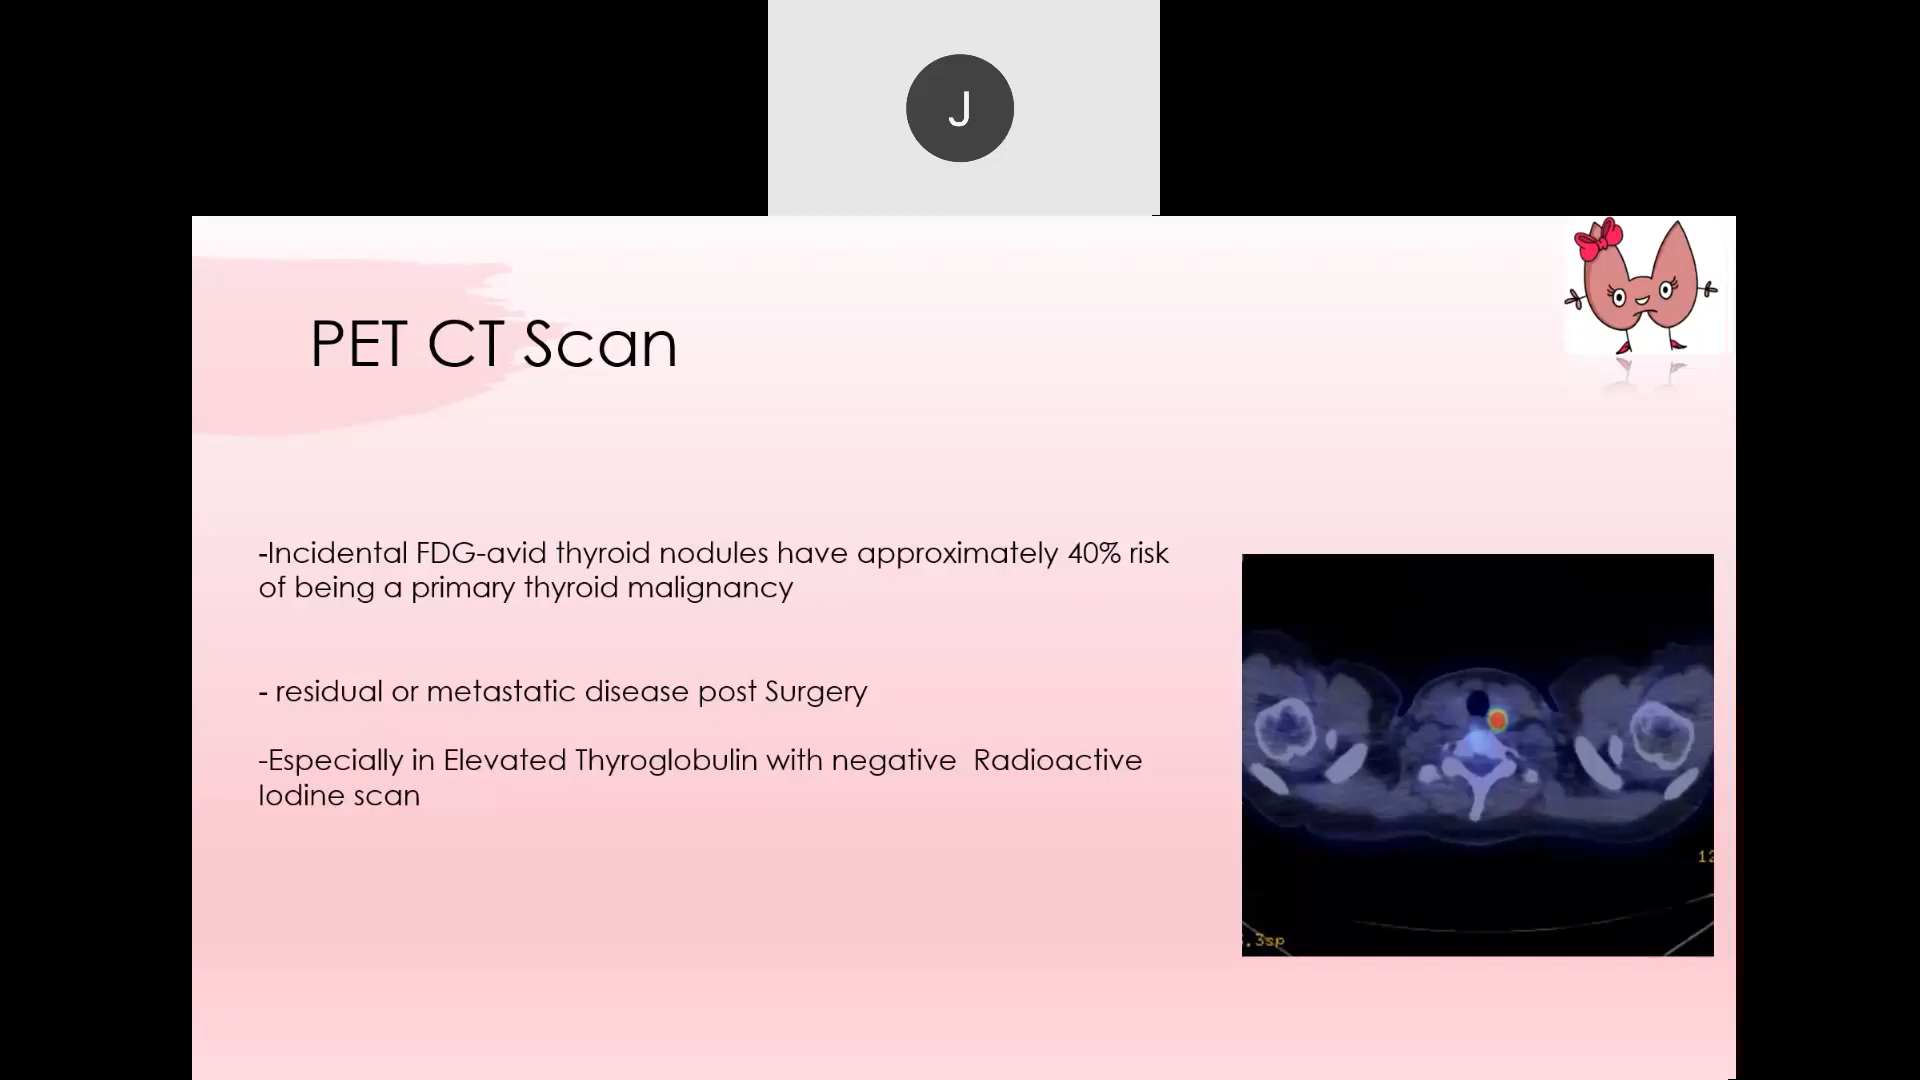 J
PET CT Scan
-Incidental FDG-avid thyroid nodules have approximately 40% risk
of being a primary thyroid malignancy
- residual or metastatic disease post Surgery
-Especially in Elevated Thyroglobulin with negative  Radioactive
Iodine scan
12
.3sp